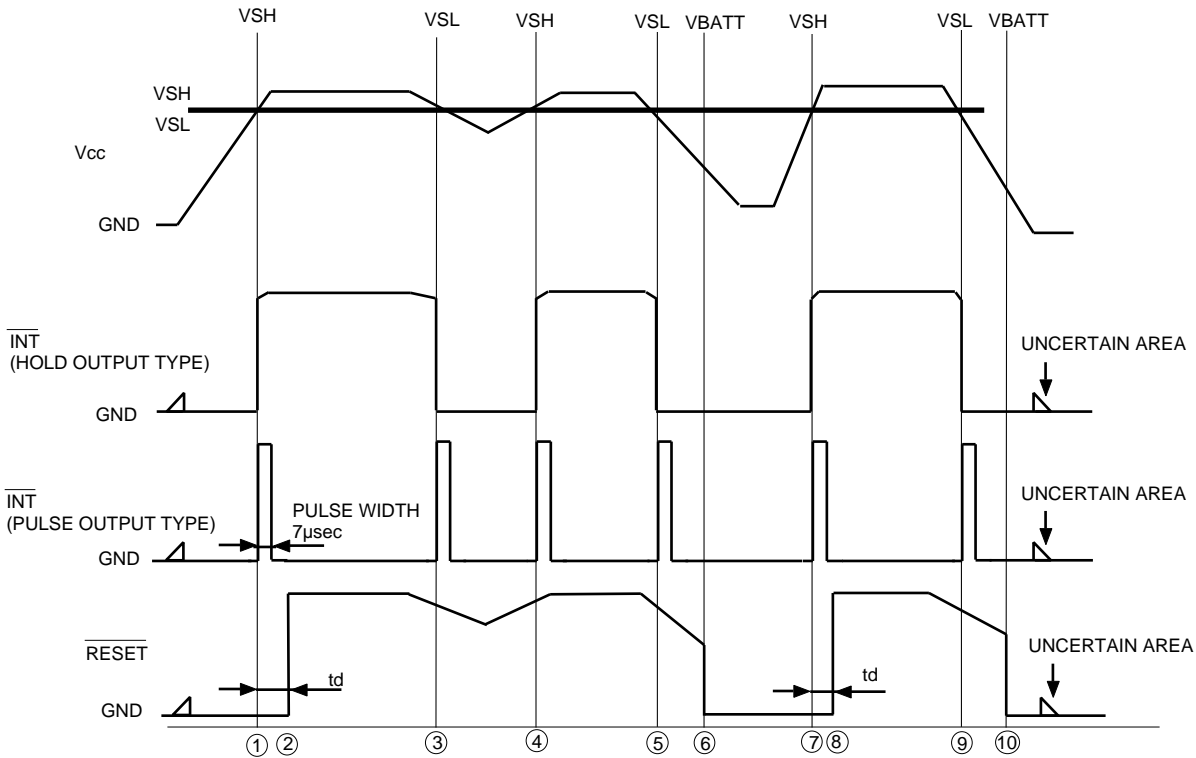 VSH VSL VSH VSL VBATT VSH VSL VBATT
VSH
VSL
Vcc
GND
INT
(HOLD OUTPUT TYPE)
UNCERTAIN AREA
GND
INT
(PULSE OUTPUT TYPE)
PULSE WIDTH
7µsec
UNCERTAIN AREA
GND
RESET
td
td
UNCERTAIN AREA
GND
① ② ③ ④ ⑤ ⑥ ⑦ ⑧ ⑨ ⑩